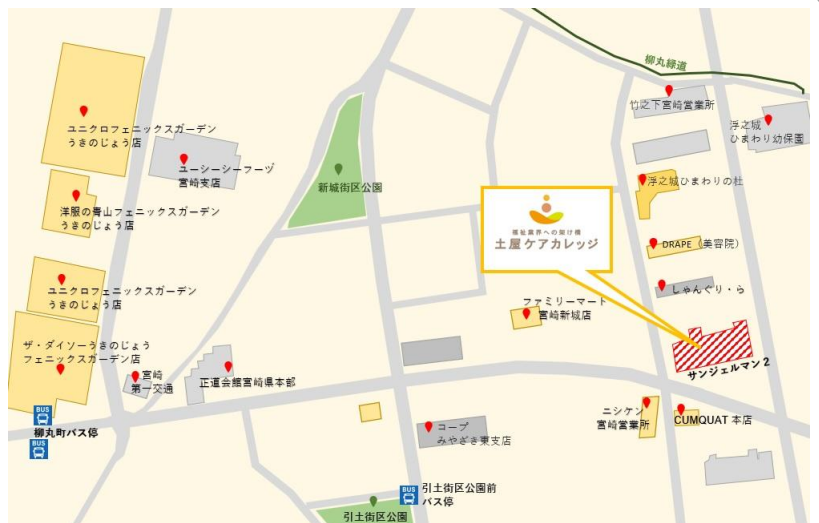 柳丸緑道
竹之下宮崎営業所
浮之城
ひまわり幼保園
ユニクロフェニックスガーデン
うきのじょう店
ユーシーシーフーヅ
宮崎支店
新城街区公園
浮之城ひまわりの杜
洋服の青山フェニックスガーデン
うきのじょう店
福祉業界への架け橋
土屋ケアカレッジ
DRAPE（美容院）
ユニクロフェニックスガーデン
うきのじょう店
しゃんぐり・ら
ファミリーマート
宮崎新城店
ザ・ダイソーうきのじょう
フェニックスガーデン店
サンジェルマン２
宮崎
第一交通
正道会館宮崎県本部
BUS
柳丸町バス停
BUS
コープ
みやざき東支店
ニシケン
宮崎営業所
CUMQUAT 本店
BUS
引土街区公園前
バス停
引土街区公園